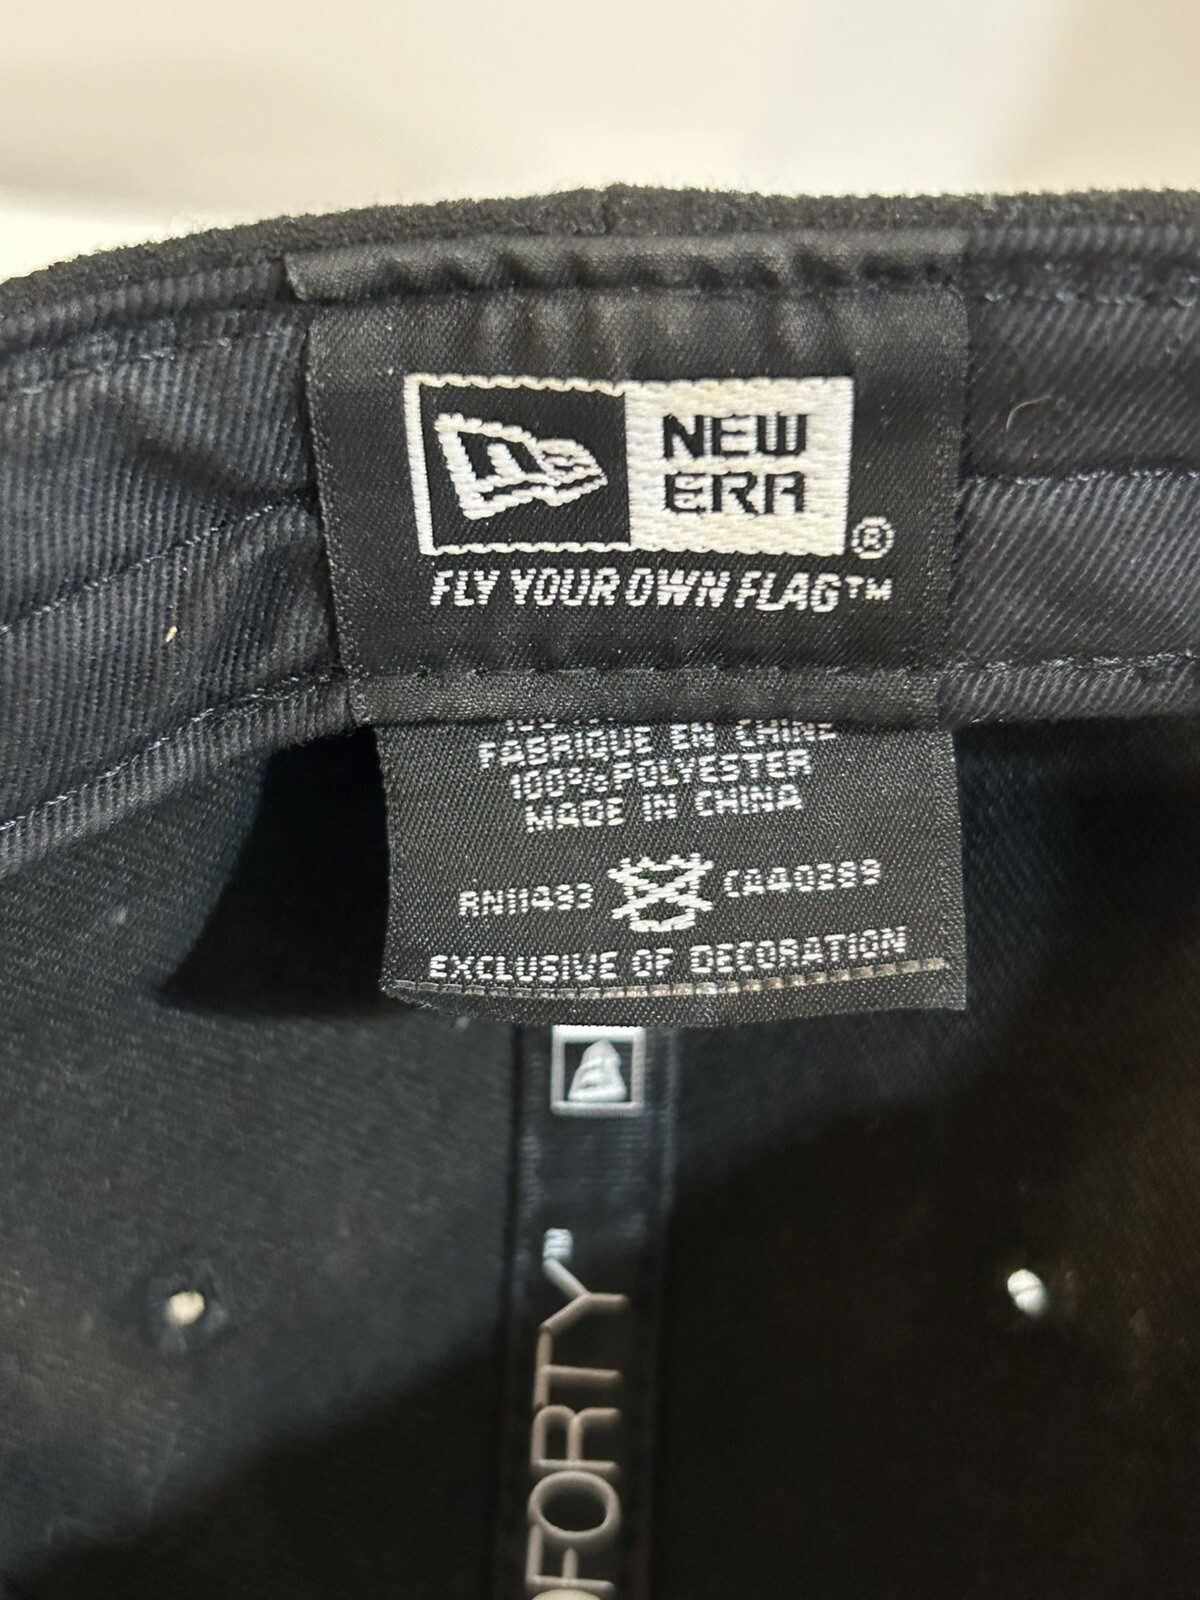 NEW
ERA
®
FLY YOUR OWN FLAG™
FABRIQUE EN CHINE
100% POLYESTER
MADE IN CHINA
RN11493 CA40288
EXCLUSIVE OF DECORATION
FORTY™